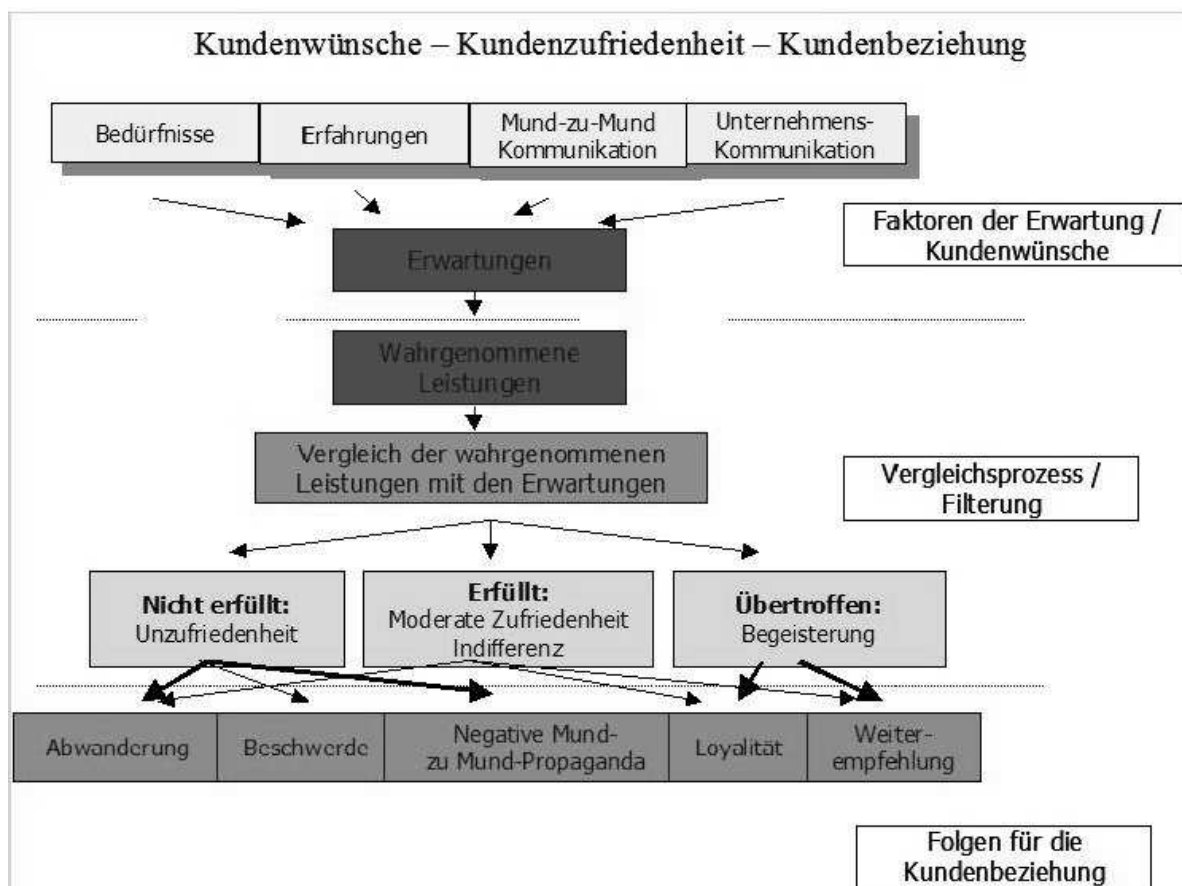 Kundenwünsche – Kundenzufriedenheit – Kundenbeziehung
Bedürfnisse
Erfahrungen
Mund-zu-Mund
Kommunikation
Unternehmens-
Kommunikation
Faktoren der Erwartung /
Kundenwünsche
Erwartungen
Wahrgenommene
Leistungen
Vergleich der wahrgenommenen
Leistungen mit den Erwartungen
Vergleichsprozess /
Filterung
Nicht erfüllt:
Unzufriedenheit
Erfüllt:
Moderate Zufriedenheit
Indifferenz
Übertroffen:
Begeisterung
Abwanderung
Beschwerde
Negative Mund-
zu Mund-Propaganda
Loyalität
Weiter-
empfehlung
Folgen für die
Kundenbeziehung